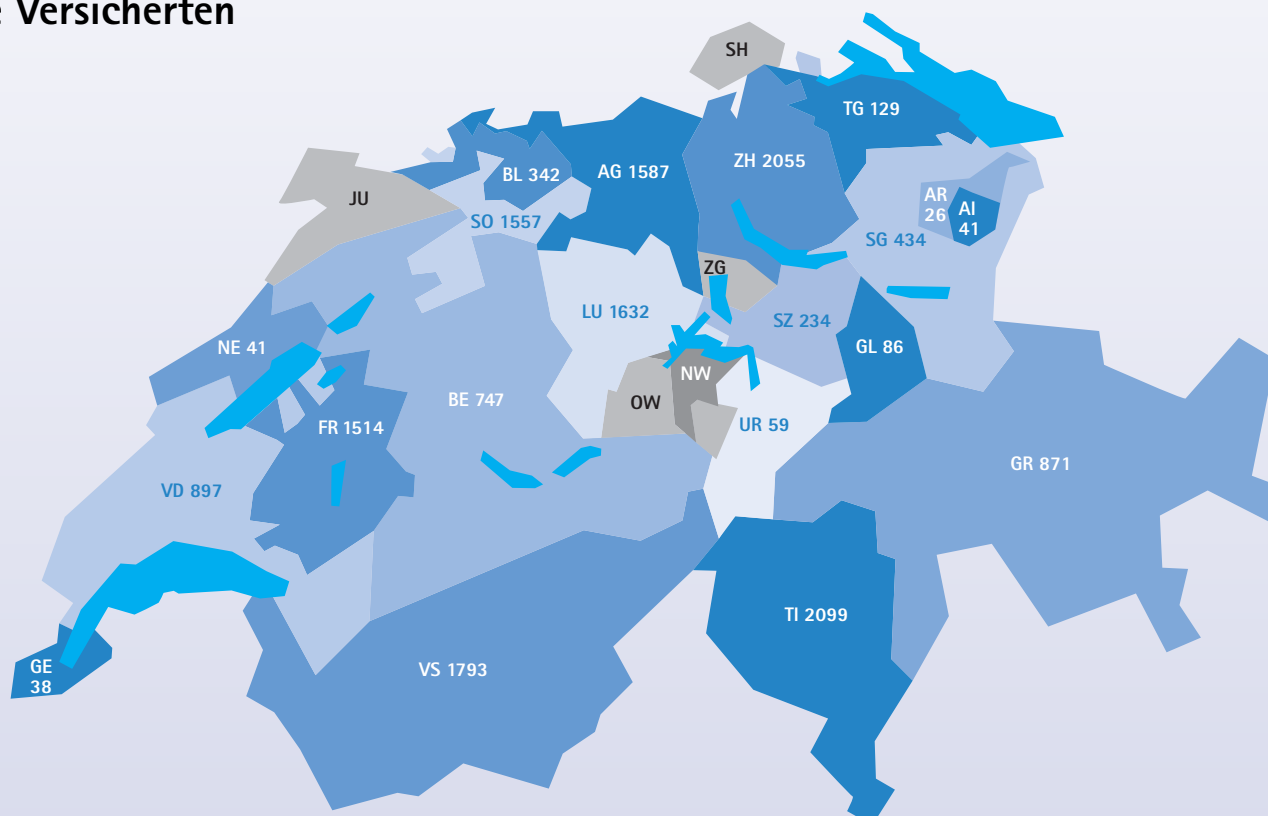 Versicherten
SH
TG 129
ZH 2055
AG 1587
BL 342
JU
AR
26
AI
41
SO 1557
SG 434
ZG
LU 1632
SZ 234
NE 41
GL 86
NW
BE 747
OW
FR 1514
UR 59
GR 871
VD 897
TI 2099
VS 1793
GE
38